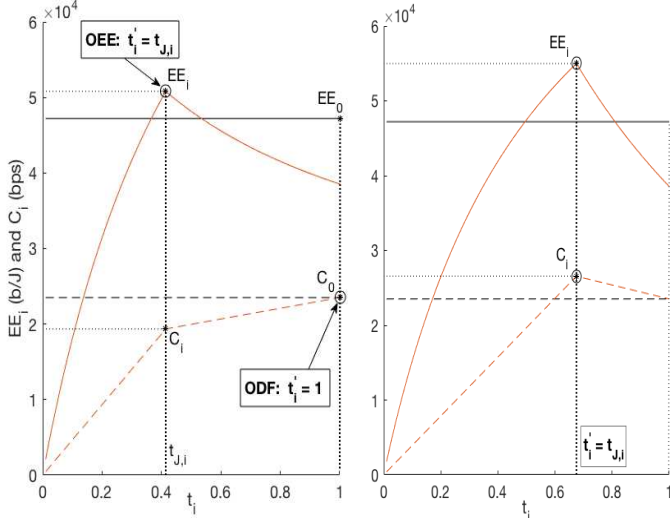 ×10⁴
OEE: t'ᵢ = t_J,i
EEᵢ
EE₀
C₀
Cᵢ
ODF: t'ᵢ = 1
t_J,i
EEᵢ (b/J) and Cᵢ (bps)
6
5
4
3
2
1
0
0 0.2 0.4 0.6 0.8 1
tᵢ
×10⁴
EEᵢ
Cᵢ
t'ᵢ = t_J,i
6
5
4
3
2
1
0
0 0.2 0.4 0.6 0.8 1
tᵢ